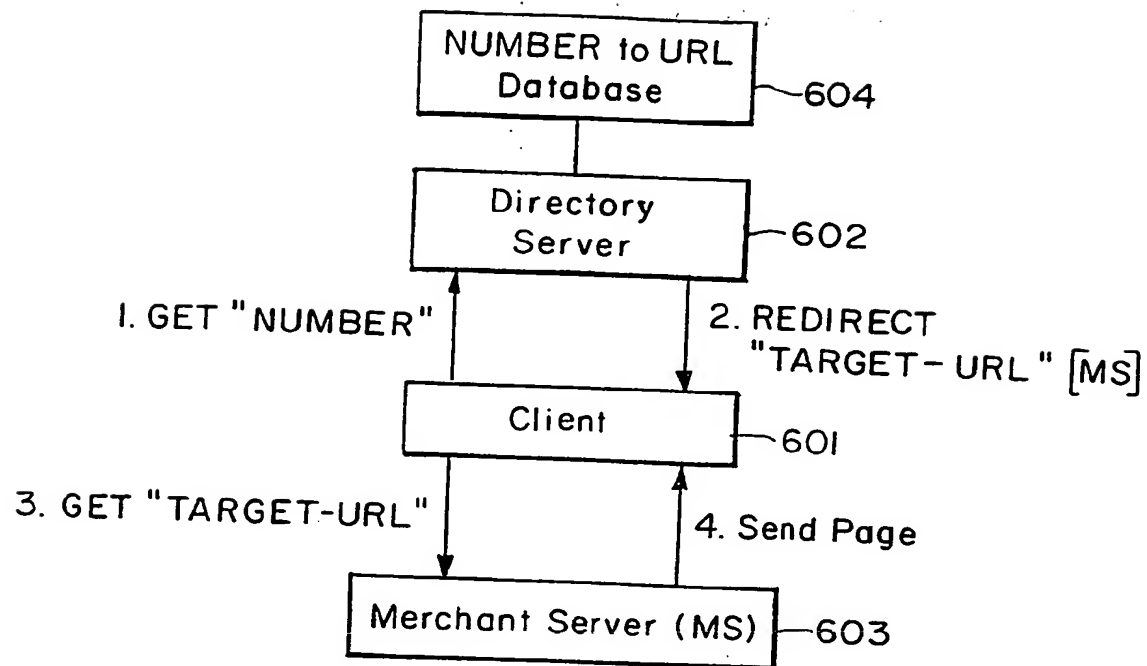 NUMBER to URL
Database
604
Directory
Server
602
1. GET "NUMBER"
2. REDIRECT
"TARGET-URL" [MS]
Client
601
3. GET "TARGET-URL"
4. Send Page
Merchant Server (MS)
603